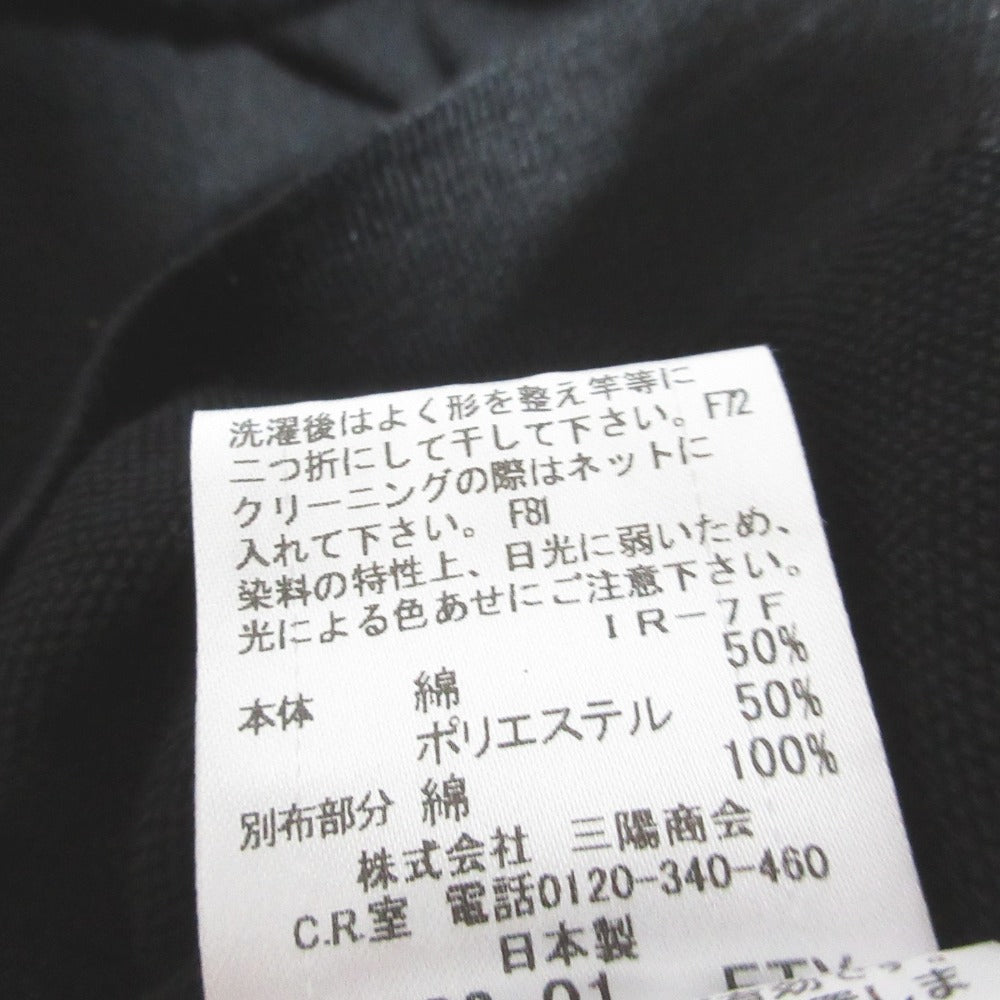 洗濯後はよく形を整え竿等に
二つ折にして干して下さい。 F72
クリーニングの際はネットに
入れて下さい。 F81
染料の特性上、日光に弱いため、
光による色あせにご注意下さい。
IR-7F
本体 綿 50%
ポリエステル 50%
別布部分 綿 100%
株式会社 三陽商会
C.R.室 電話0120-340-460
日本製